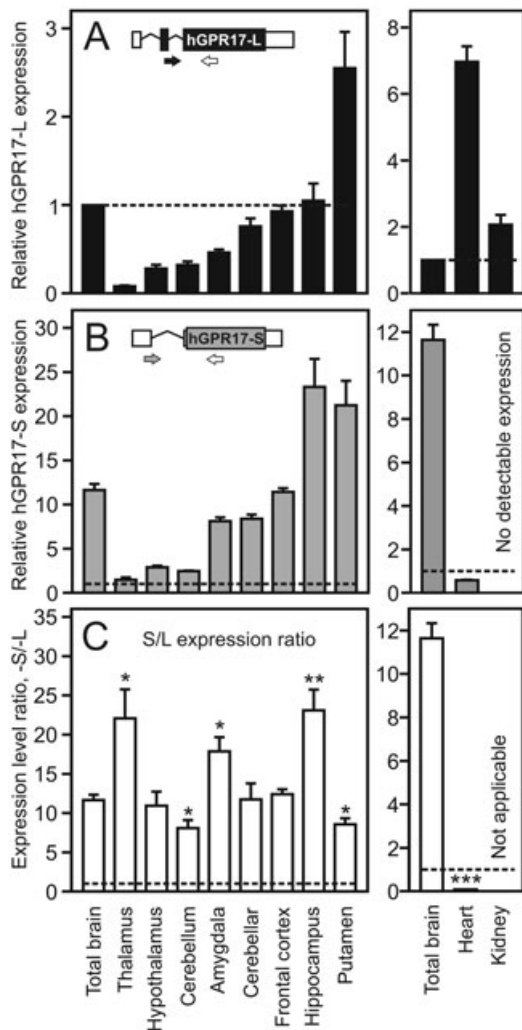 A
hGPR17-L
Relative hGPR17-L expression
3
2
1
0
8
6
4
2
0
B
hGPR17-S
Relative hGPR17-S expression
30
25
20
15
10
5
0
12
10
8
6
4
2
0
No detectable expression
C
S/L expression ratio
Expression level ratio, -S/-L
35
30
25
20
15
10
5
0
*
*
*
**
*
12
10
8
6
4
2
0
***
Not applicable
Total brain
Thalamus
Hypothalamus
Cerebellum
Amygdala
Cerebellar
Frontal cortex
Hippocampus
Putamen
Total brain
Heart
Kidney